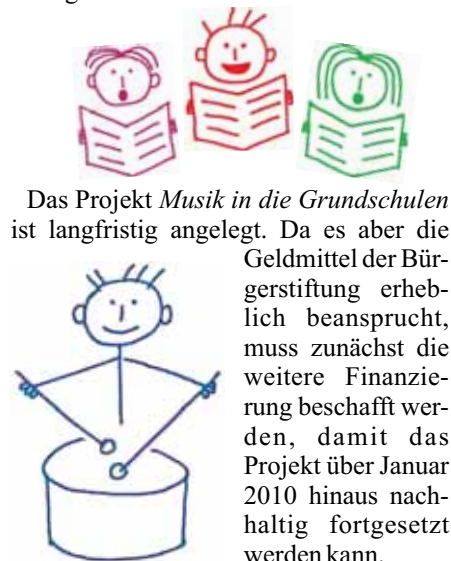 Das Projekt Musik in die Grundschulen
ist langfristig angelegt. Da es aber die
Geldmittel der Bür-
gerstiftung erheb-
lich beansprucht,
muss zunächst die
weitere Finanzie-
rung beschafft wer-
den, damit das
Projekt über Januar
2010 hinaus nach-
haltig fortgesetzt
werden kann.